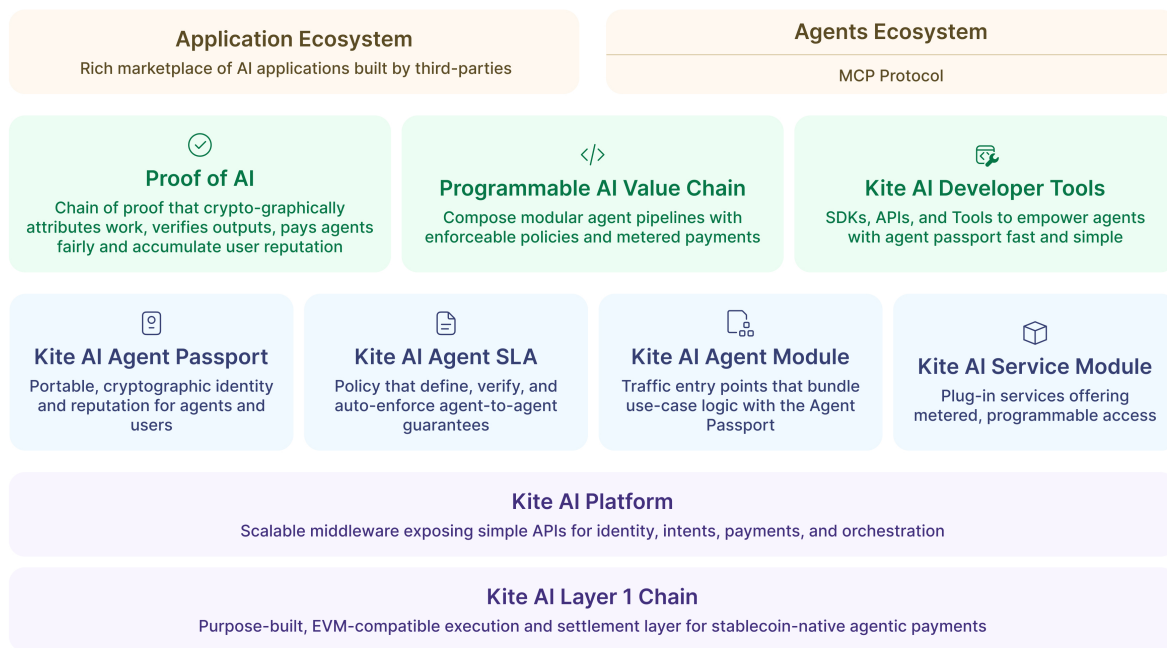 Application Ecosystem
Rich marketplace of AI applications built by third-parties
Agents Ecosystem
MCP Protocol
Proof of AI
Chain of proof that crypto-graphically
attributes work, verifies outputs, pays agents
fairly and accumulate user reputation
Programmable AI Value Chain
Compose modular agent pipelines with
enforceable policies and metered payments
Kite AI Developer Tools
SDKs, APIs, and Tools to empower agents
with agent passport fast and simple
Kite AI Agent Passport
Portable, cryptographic identity
and reputation for agents and
users
Kite AI Agent SLA
Policy that define, verify, and
auto-enforce agent-to-agent
guarantees
Kite AI Agent Module
Traffic entry points that bundle
use-case logic with the Agent
Passport
Kite AI Service Module
Plug-in services offering
metered, programmable access
Kite AI Platform
Scalable middleware exposing simple APIs for identity, intents, payments, and orchestration
Kite AI Layer 1 Chain
Purpose-built, EVM-compatible execution and settlement layer for stablecoin-native agentic payments